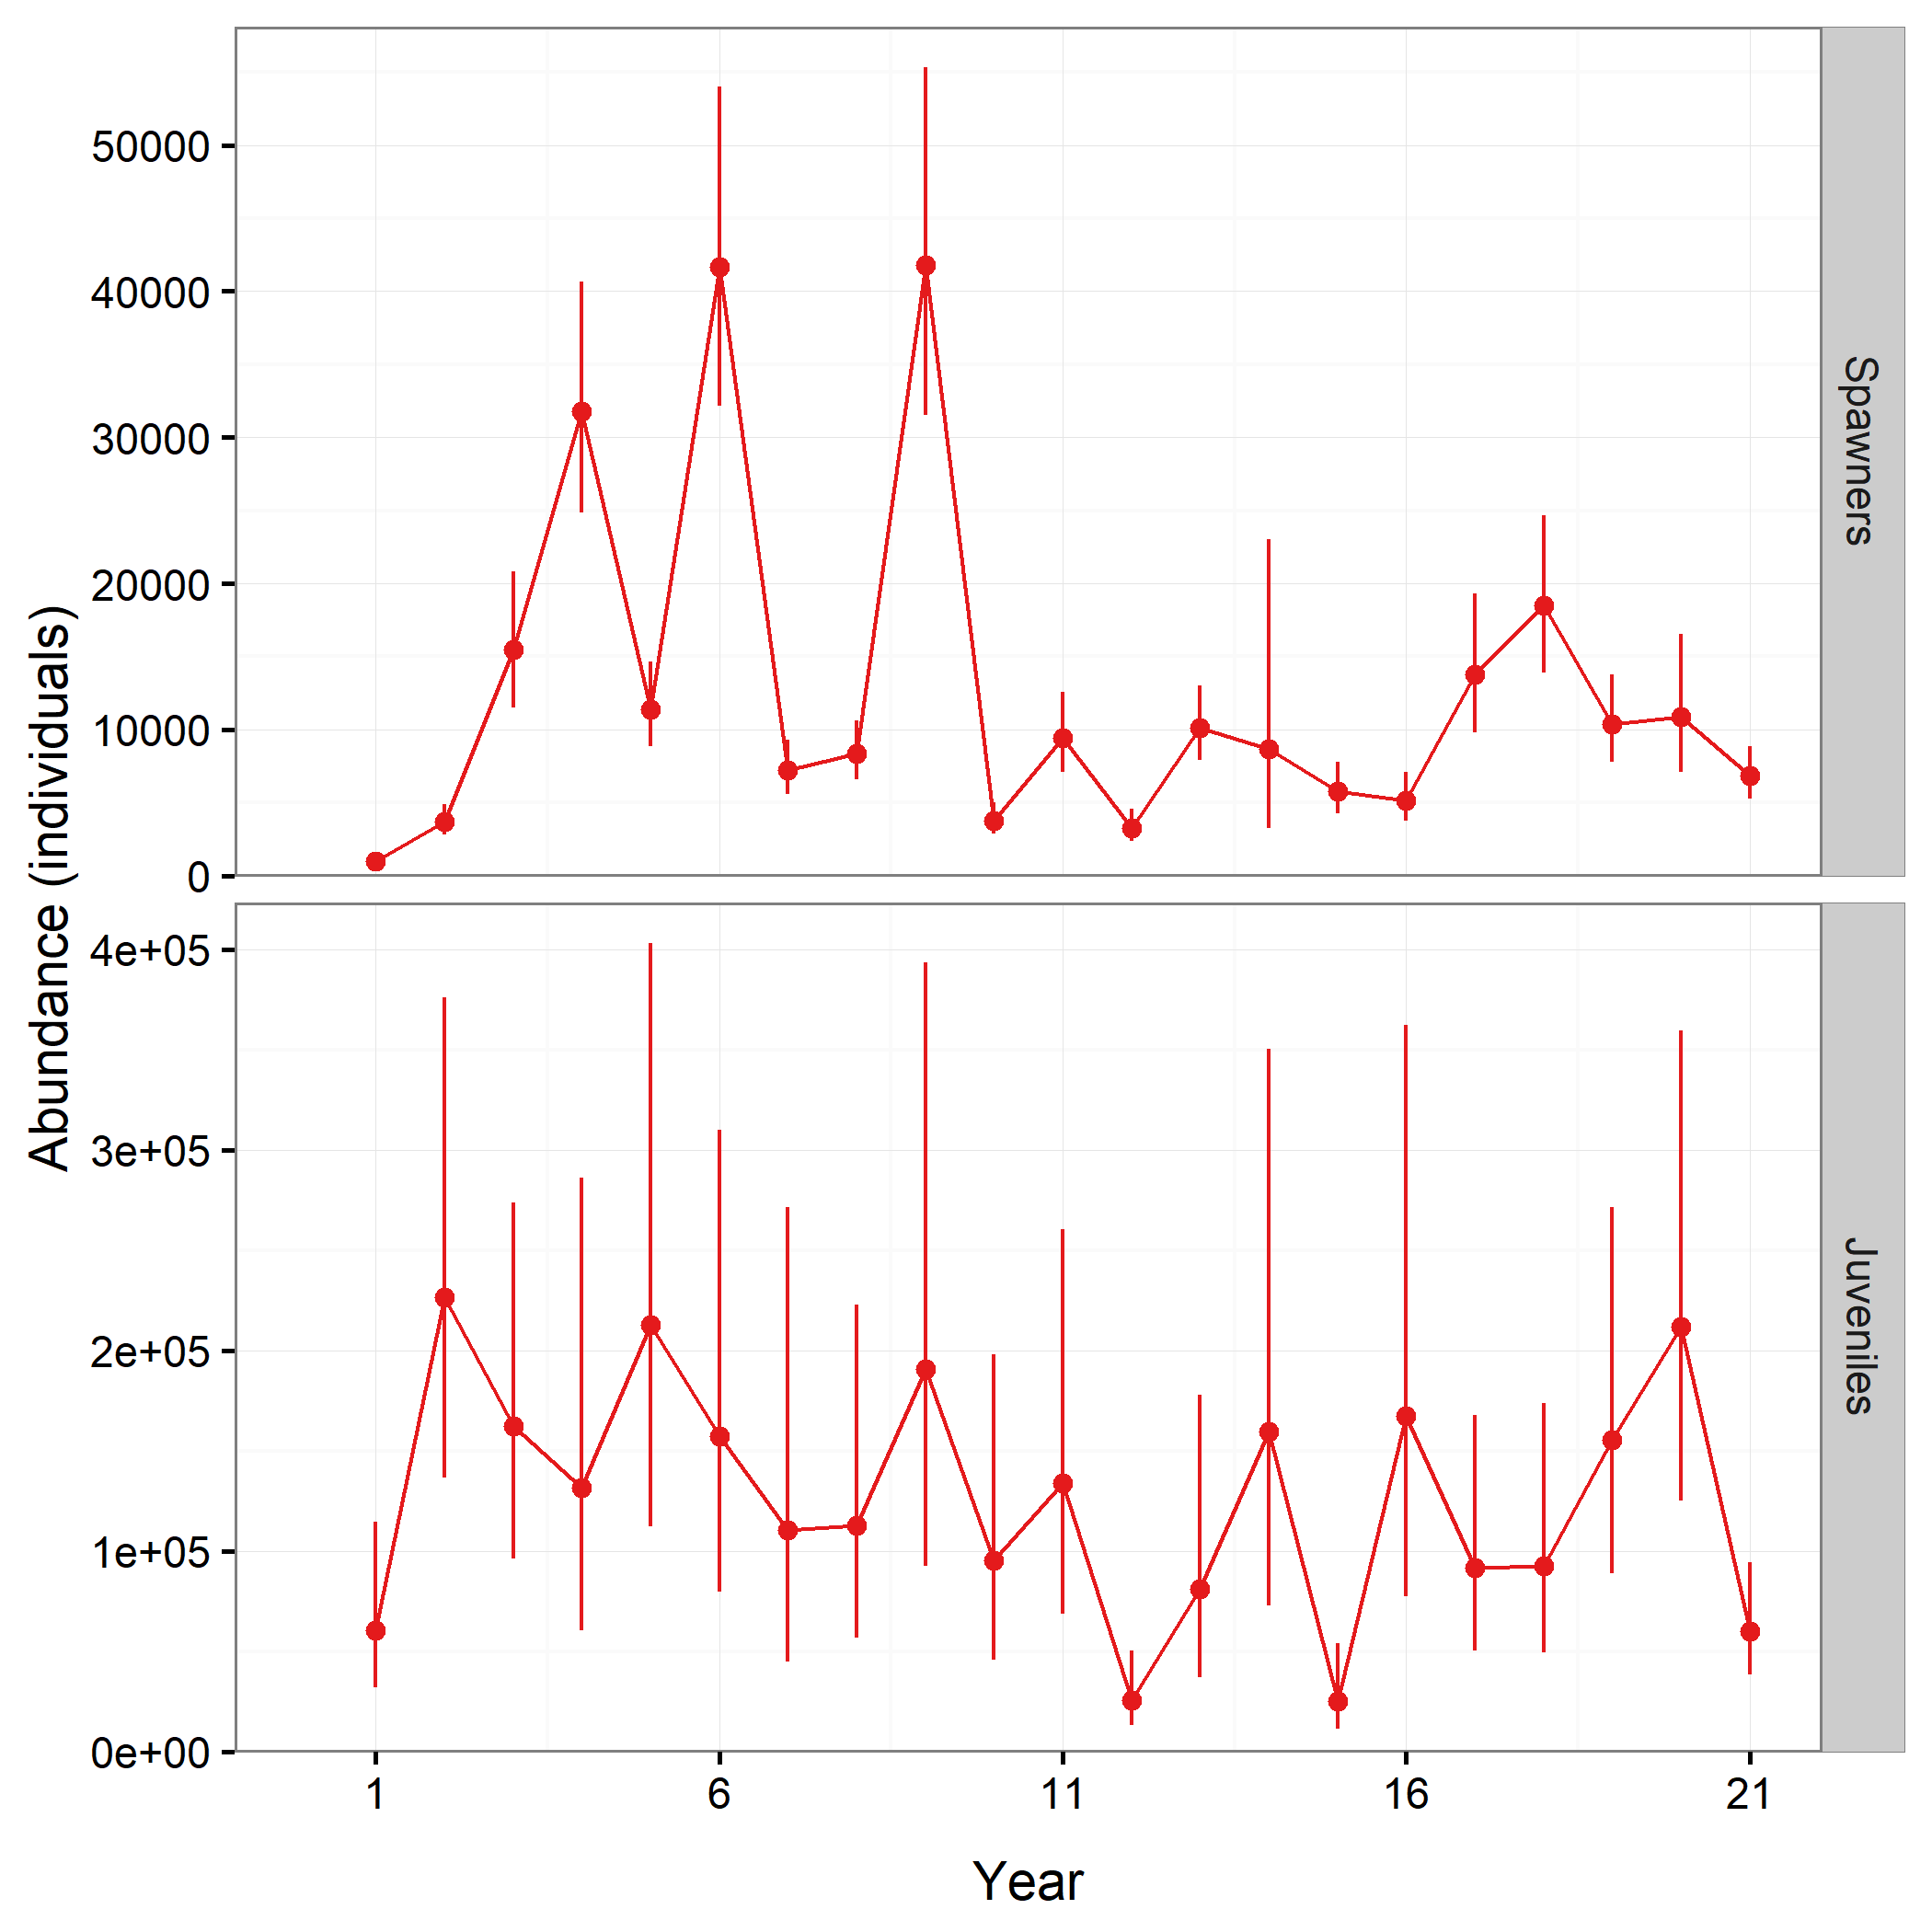 Abundance (individuals)
50000
40000
30000
20000
10000
0
Spawners
4e+05
3e+05
2e+05
1e+05
0e+00
Juveniles
1 6 11 16 21
Year